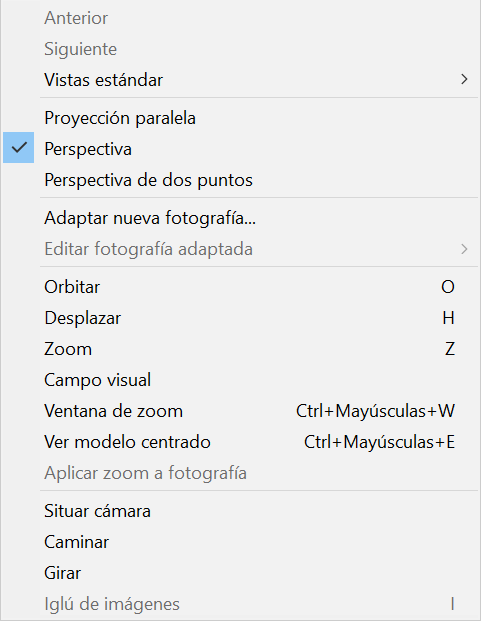 Anterior
Siguiente
Vistas estándar
Proyección paralela
Perspectiva
Perspectiva de dos puntos
Adaptar nueva fotografía...
Editar fotografía adaptada
Orbitar O
Desplazar H
Zoom Z
Campo visual
Ventana de zoom Ctrl+Mayúsculas+W
Ver modelo centrado Ctrl+Mayúsculas+E
Aplicar zoom a fotografía
Situar cámara
Caminar
Girar
Iglú de imágenes I